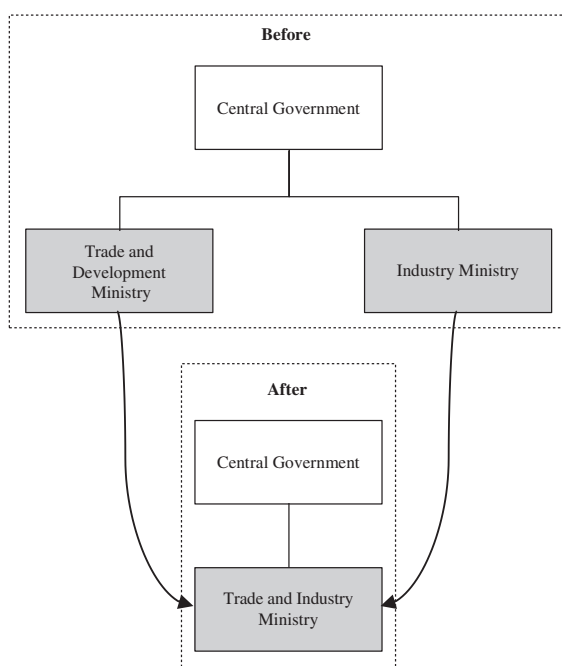 Before
Central Government
Trade and
Development
Ministry
Industry Ministry
After
Central Government
Trade and Industry
Ministry